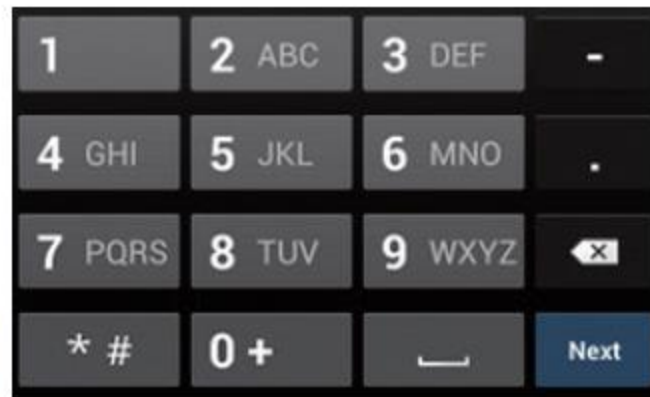 1 2 ABC 3 DEF -
4 GHI 5 JKL 6 MNO .
7 PQRS 8 TUV 9 WXYZ
* # 0 + Next